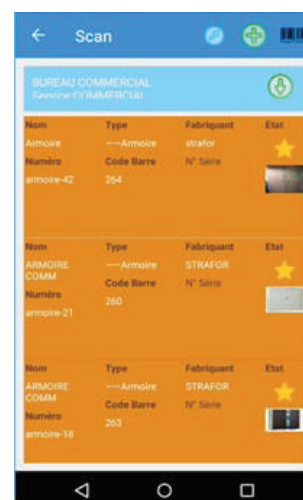 Scan
BUREAU COMMERCIAL
Service COMMERCIAL
Nom Type Fabriquant Etat
Armoire ----Armoire strafor
Numéro Code Barre N° Série
armoire-42 264
Nom Type Fabriquant Etat
ARMOIRE COMM ----Armoire STRAFOR
Numéro Code Barre N° Série
armoire-21 260
Nom Type Fabriquant Etat
ARMOIRE COMM ----Armoire STRAFOR
Numéro Code Barre N° Série
armoire-16 263